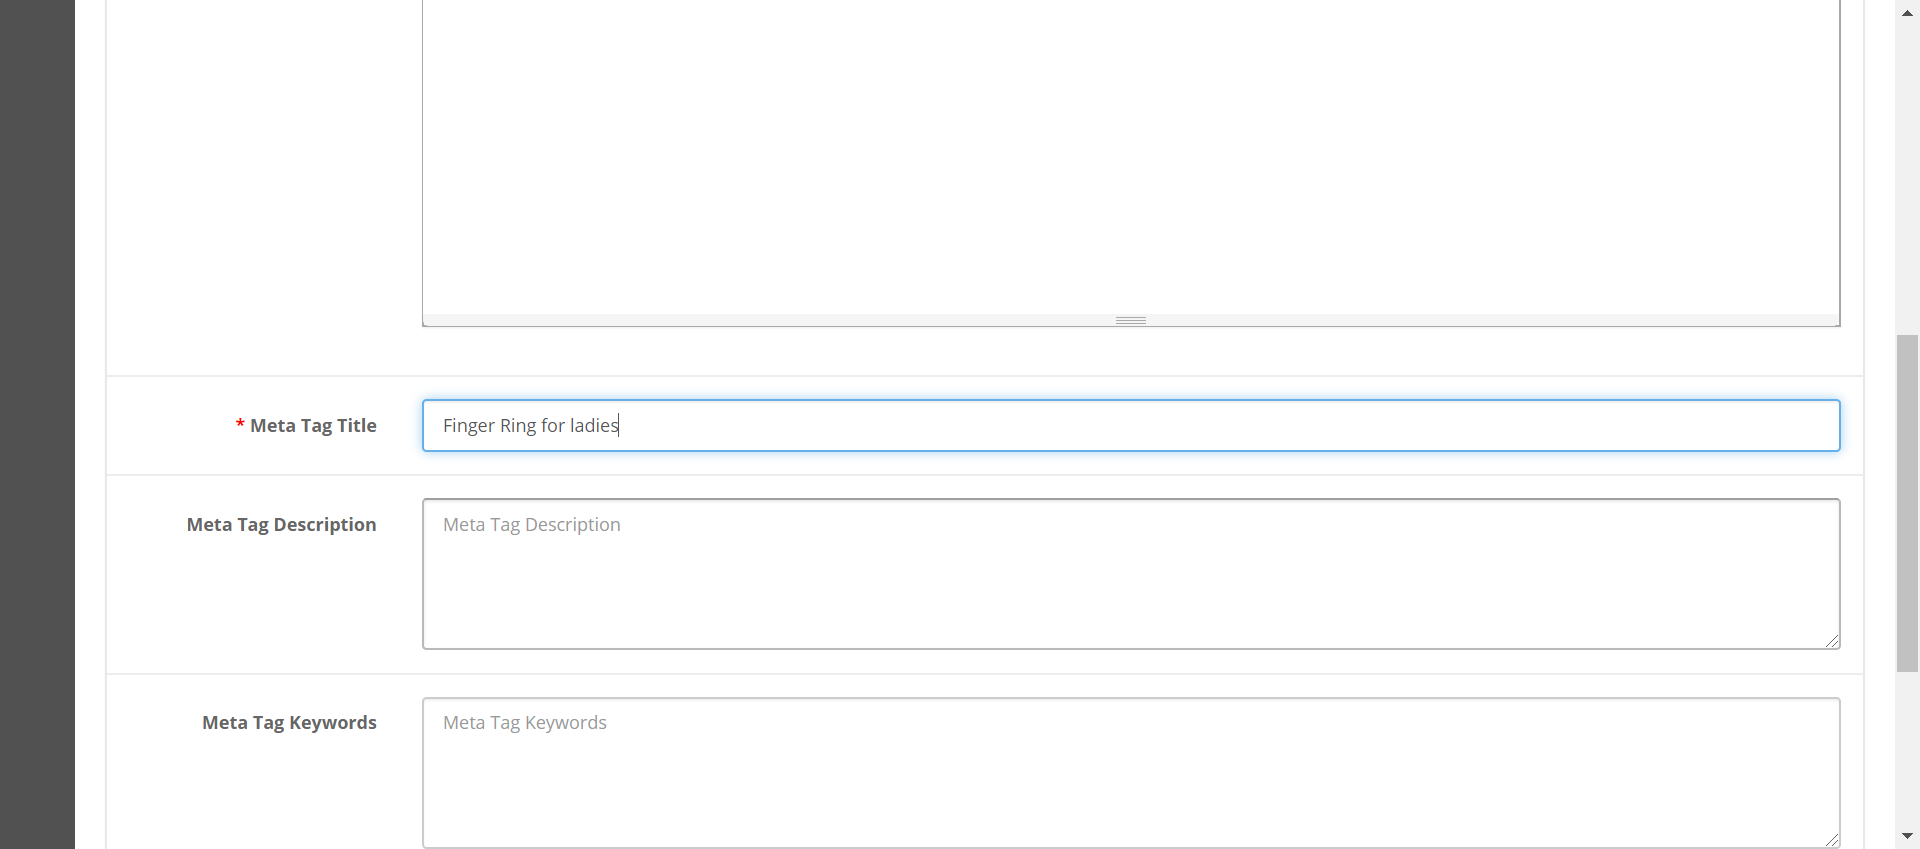 * Meta Tag Title
Finger Ring for ladies
Meta Tag Description
Meta Tag Description
Meta Tag Keywords
Meta Tag Keywords